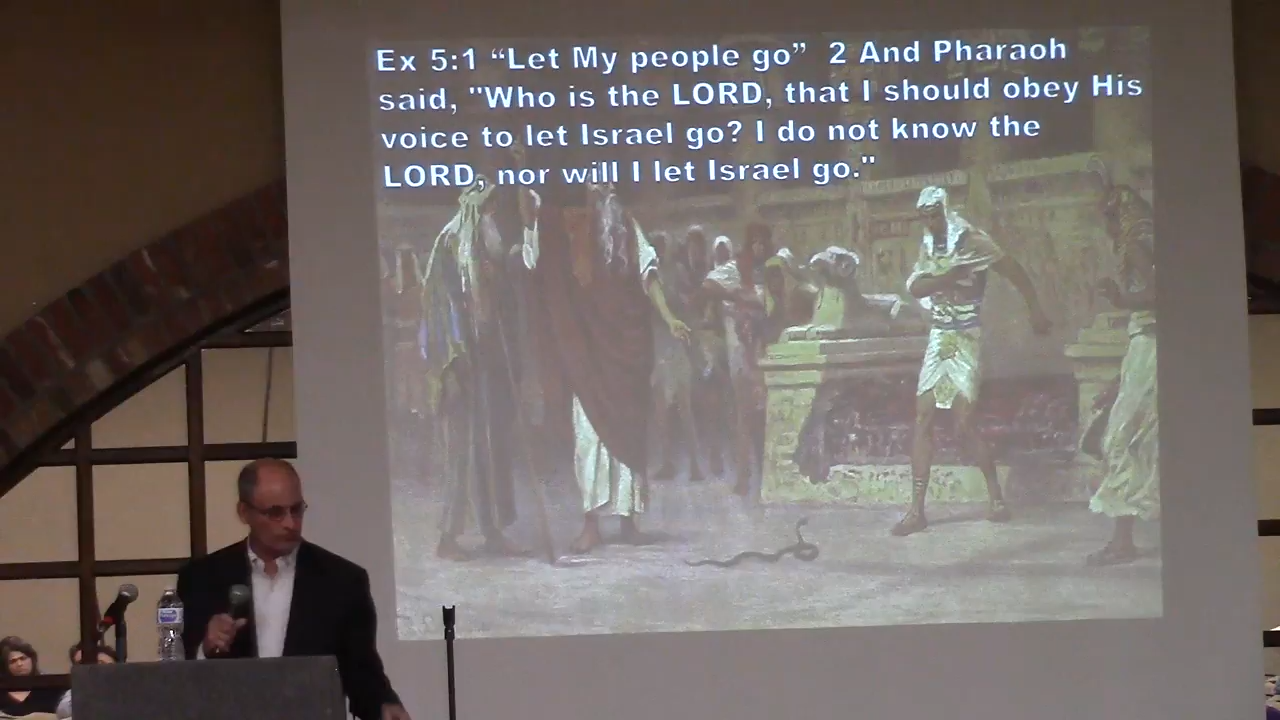 Ex 5:1 “Let My people go” 2 And Pharaoh
said, "Who is the LORD, that I should obey His
voice to let Israel go? I do not know the
LORD, nor will I let Israel go."